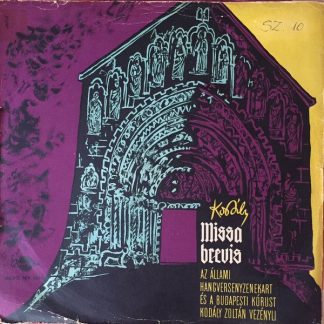 SZ. 10
Kodály
Missa
brevis
AZ ÁLLAMI
HANGVERSENYZENEKART
ÉS A BUDAPESTI KÓRUST
KODÁLY ZOLTÁN VEZÉNYLI